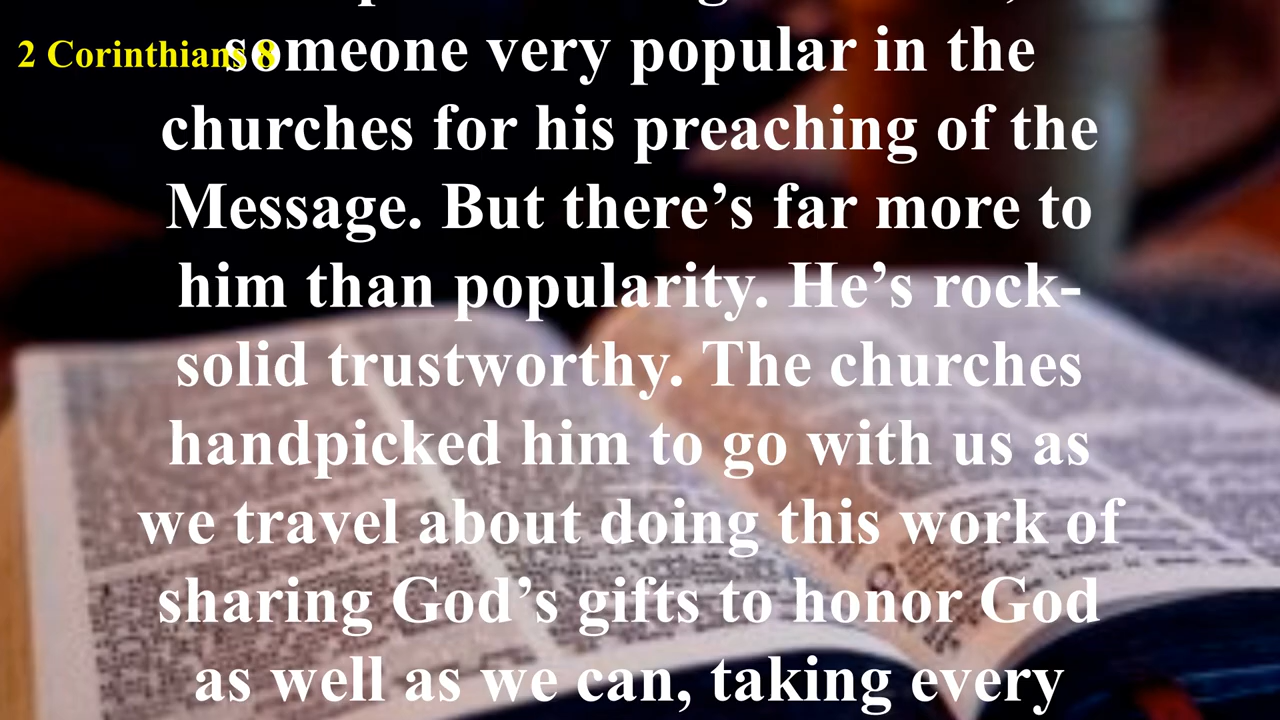 2 Corinthians 8
someone very popular in the
churches for his preaching of the
Message. But there’s far more to
him than popularity. He’s rock-
solid trustworthy. The churches
handpicked him to go with us as
we travel about doing this work of
sharing God’s gifts to honor God
as well as we can, taking every